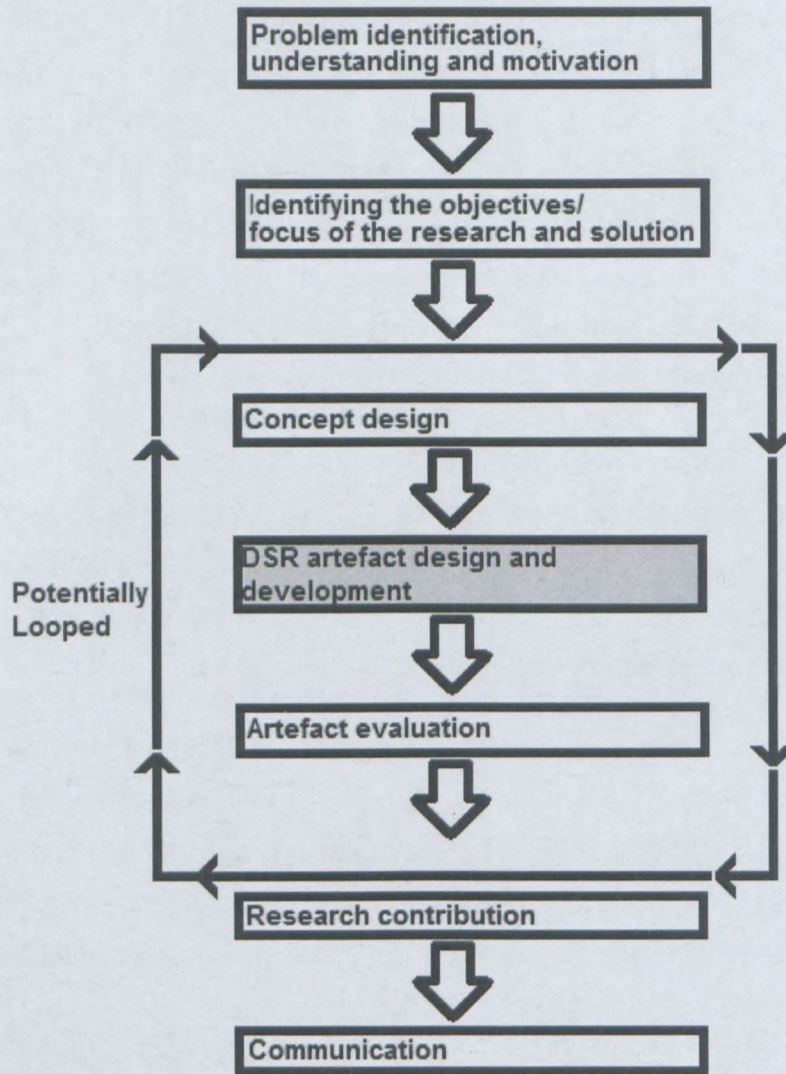 Problem identification,
understanding and motivation
Identifying the objectives/
focus of the research and solution
Concept design
DSR artefact design and
development
Potentially
Looped
Artefact evaluation
Research contribution
Communication